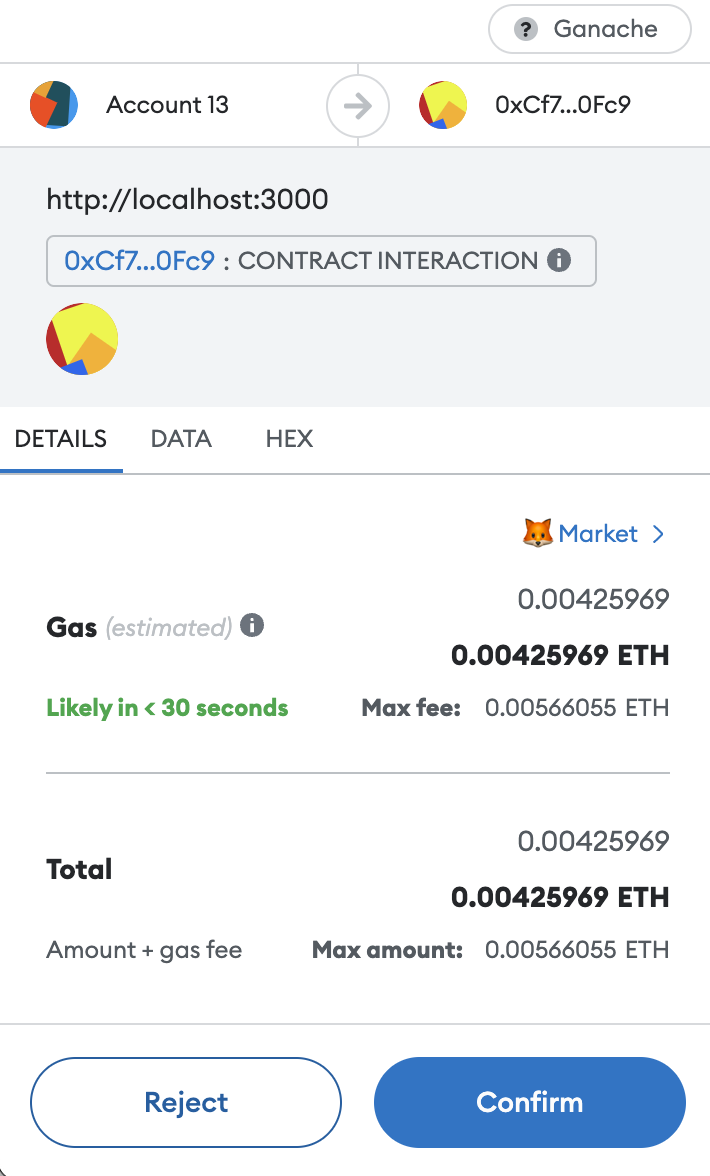 ? Ganache
Account 13
0xCf7...0Fc9
http://localhost:3000
0xCf7...0Fc9 : CONTRACT INTERACTION i
DETAILS DATA HEX
Market >
0.00425969
Gas (estimated) i
0.00425969 ETH
Likely in < 30 seconds Max fee: 0.00566055 ETH
0.00425969
Total
0.00425969 ETH
Amount + gas fee Max amount: 0.00566055 ETH
Reject Confirm